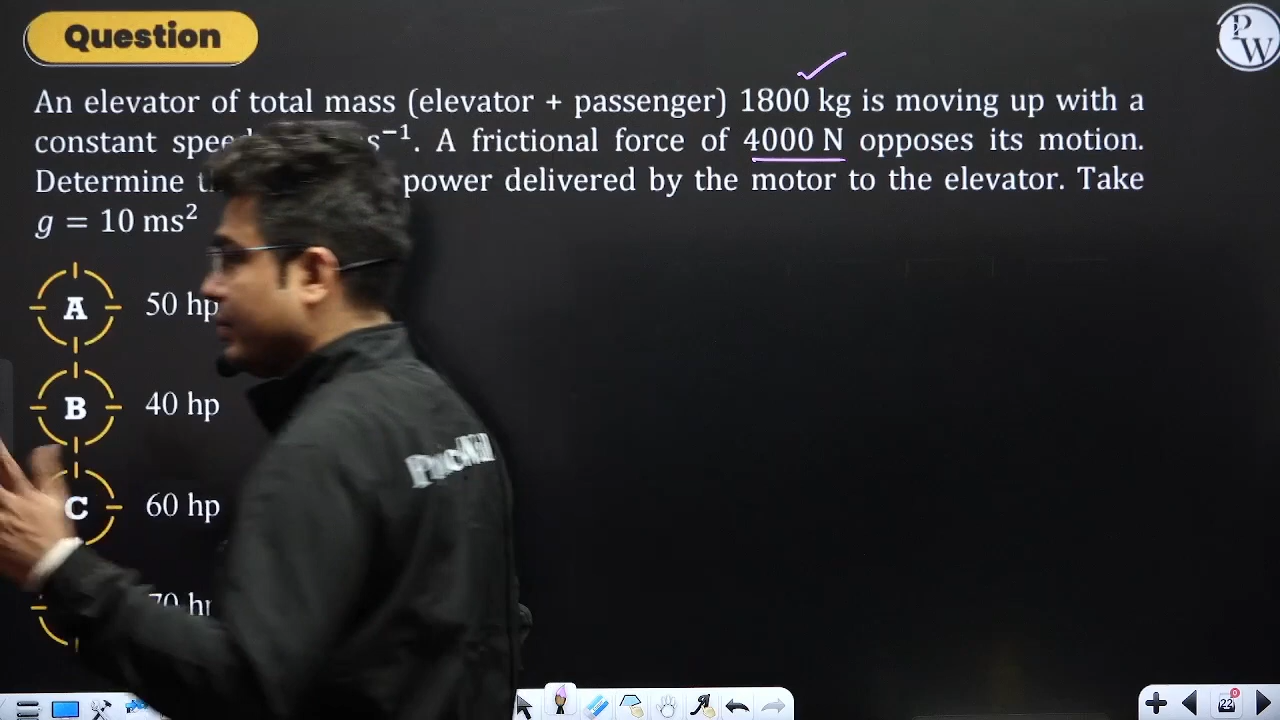 Question
PW
An elevator of total mass (elevator + passenger) 1800 kg is moving up with a
constant s⁻¹. A frictional force of 4000 N opposes its motion.
Determine power delivered by the motor to the elevator. Take
g = 10 ms²
A 50 hp
B 40 hp
C 60 hp
70
22